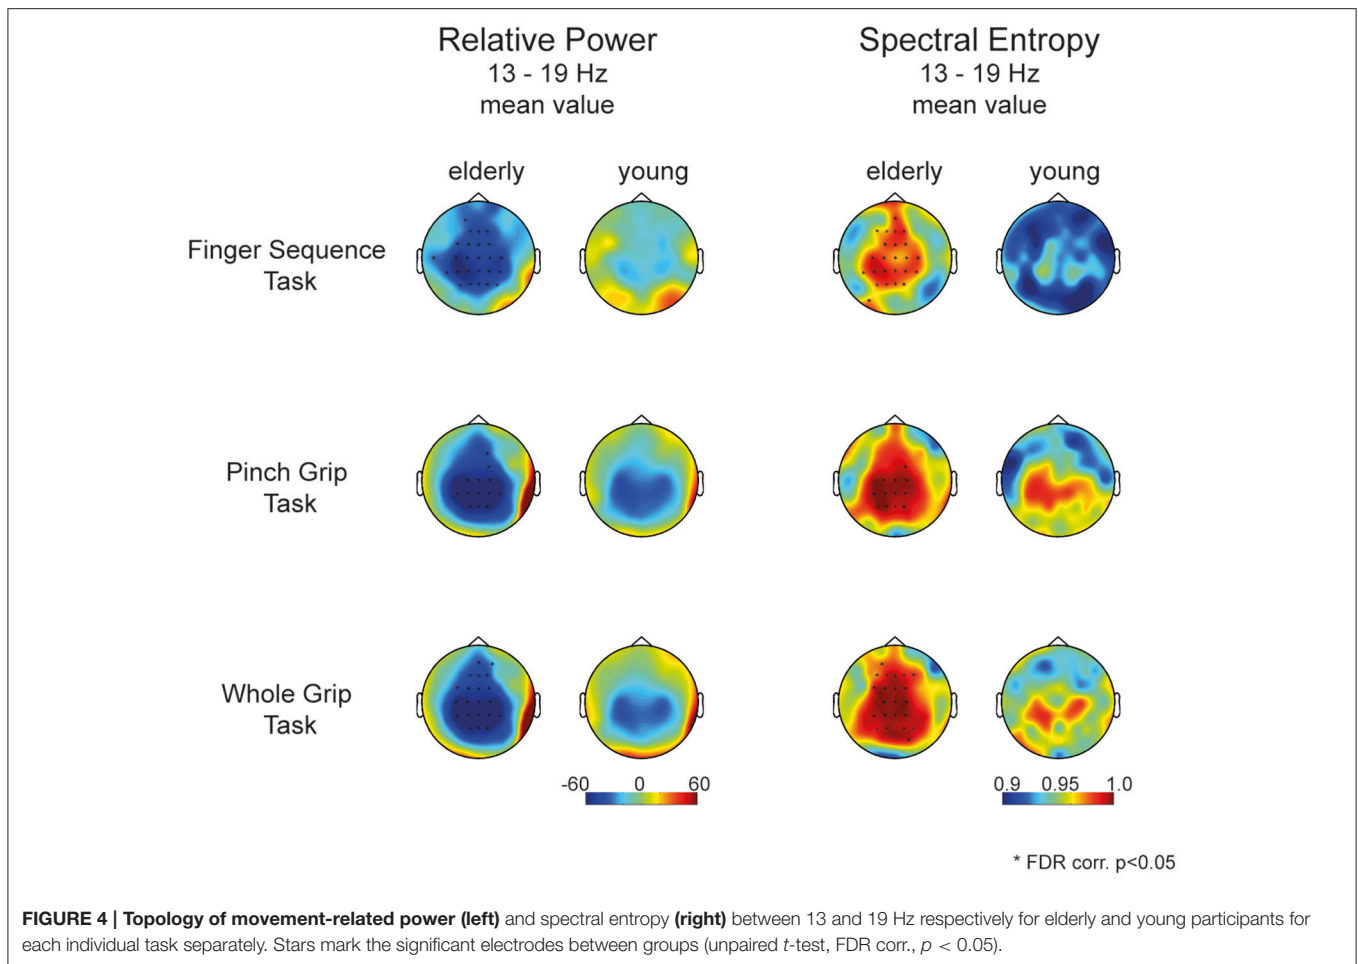 Relative Power
13 - 19 Hz
mean value
Spectral Entropy
13 - 19 Hz
mean value
elderly
young
elderly
young
Finger Sequence
Task
Pinch Grip
Task
Whole Grip
Task
-60 0 60
0.9 0.95 1.0
* FDR corr. p<0.05
FIGURE 4 | Topology of movement-related power (left) and spectral entropy (right) between 13 and 19 Hz respectively for elderly and young participants for
each individual task separately. Stars mark the significant electrodes between groups (unpaired t-test, FDR corr., p < 0.05).